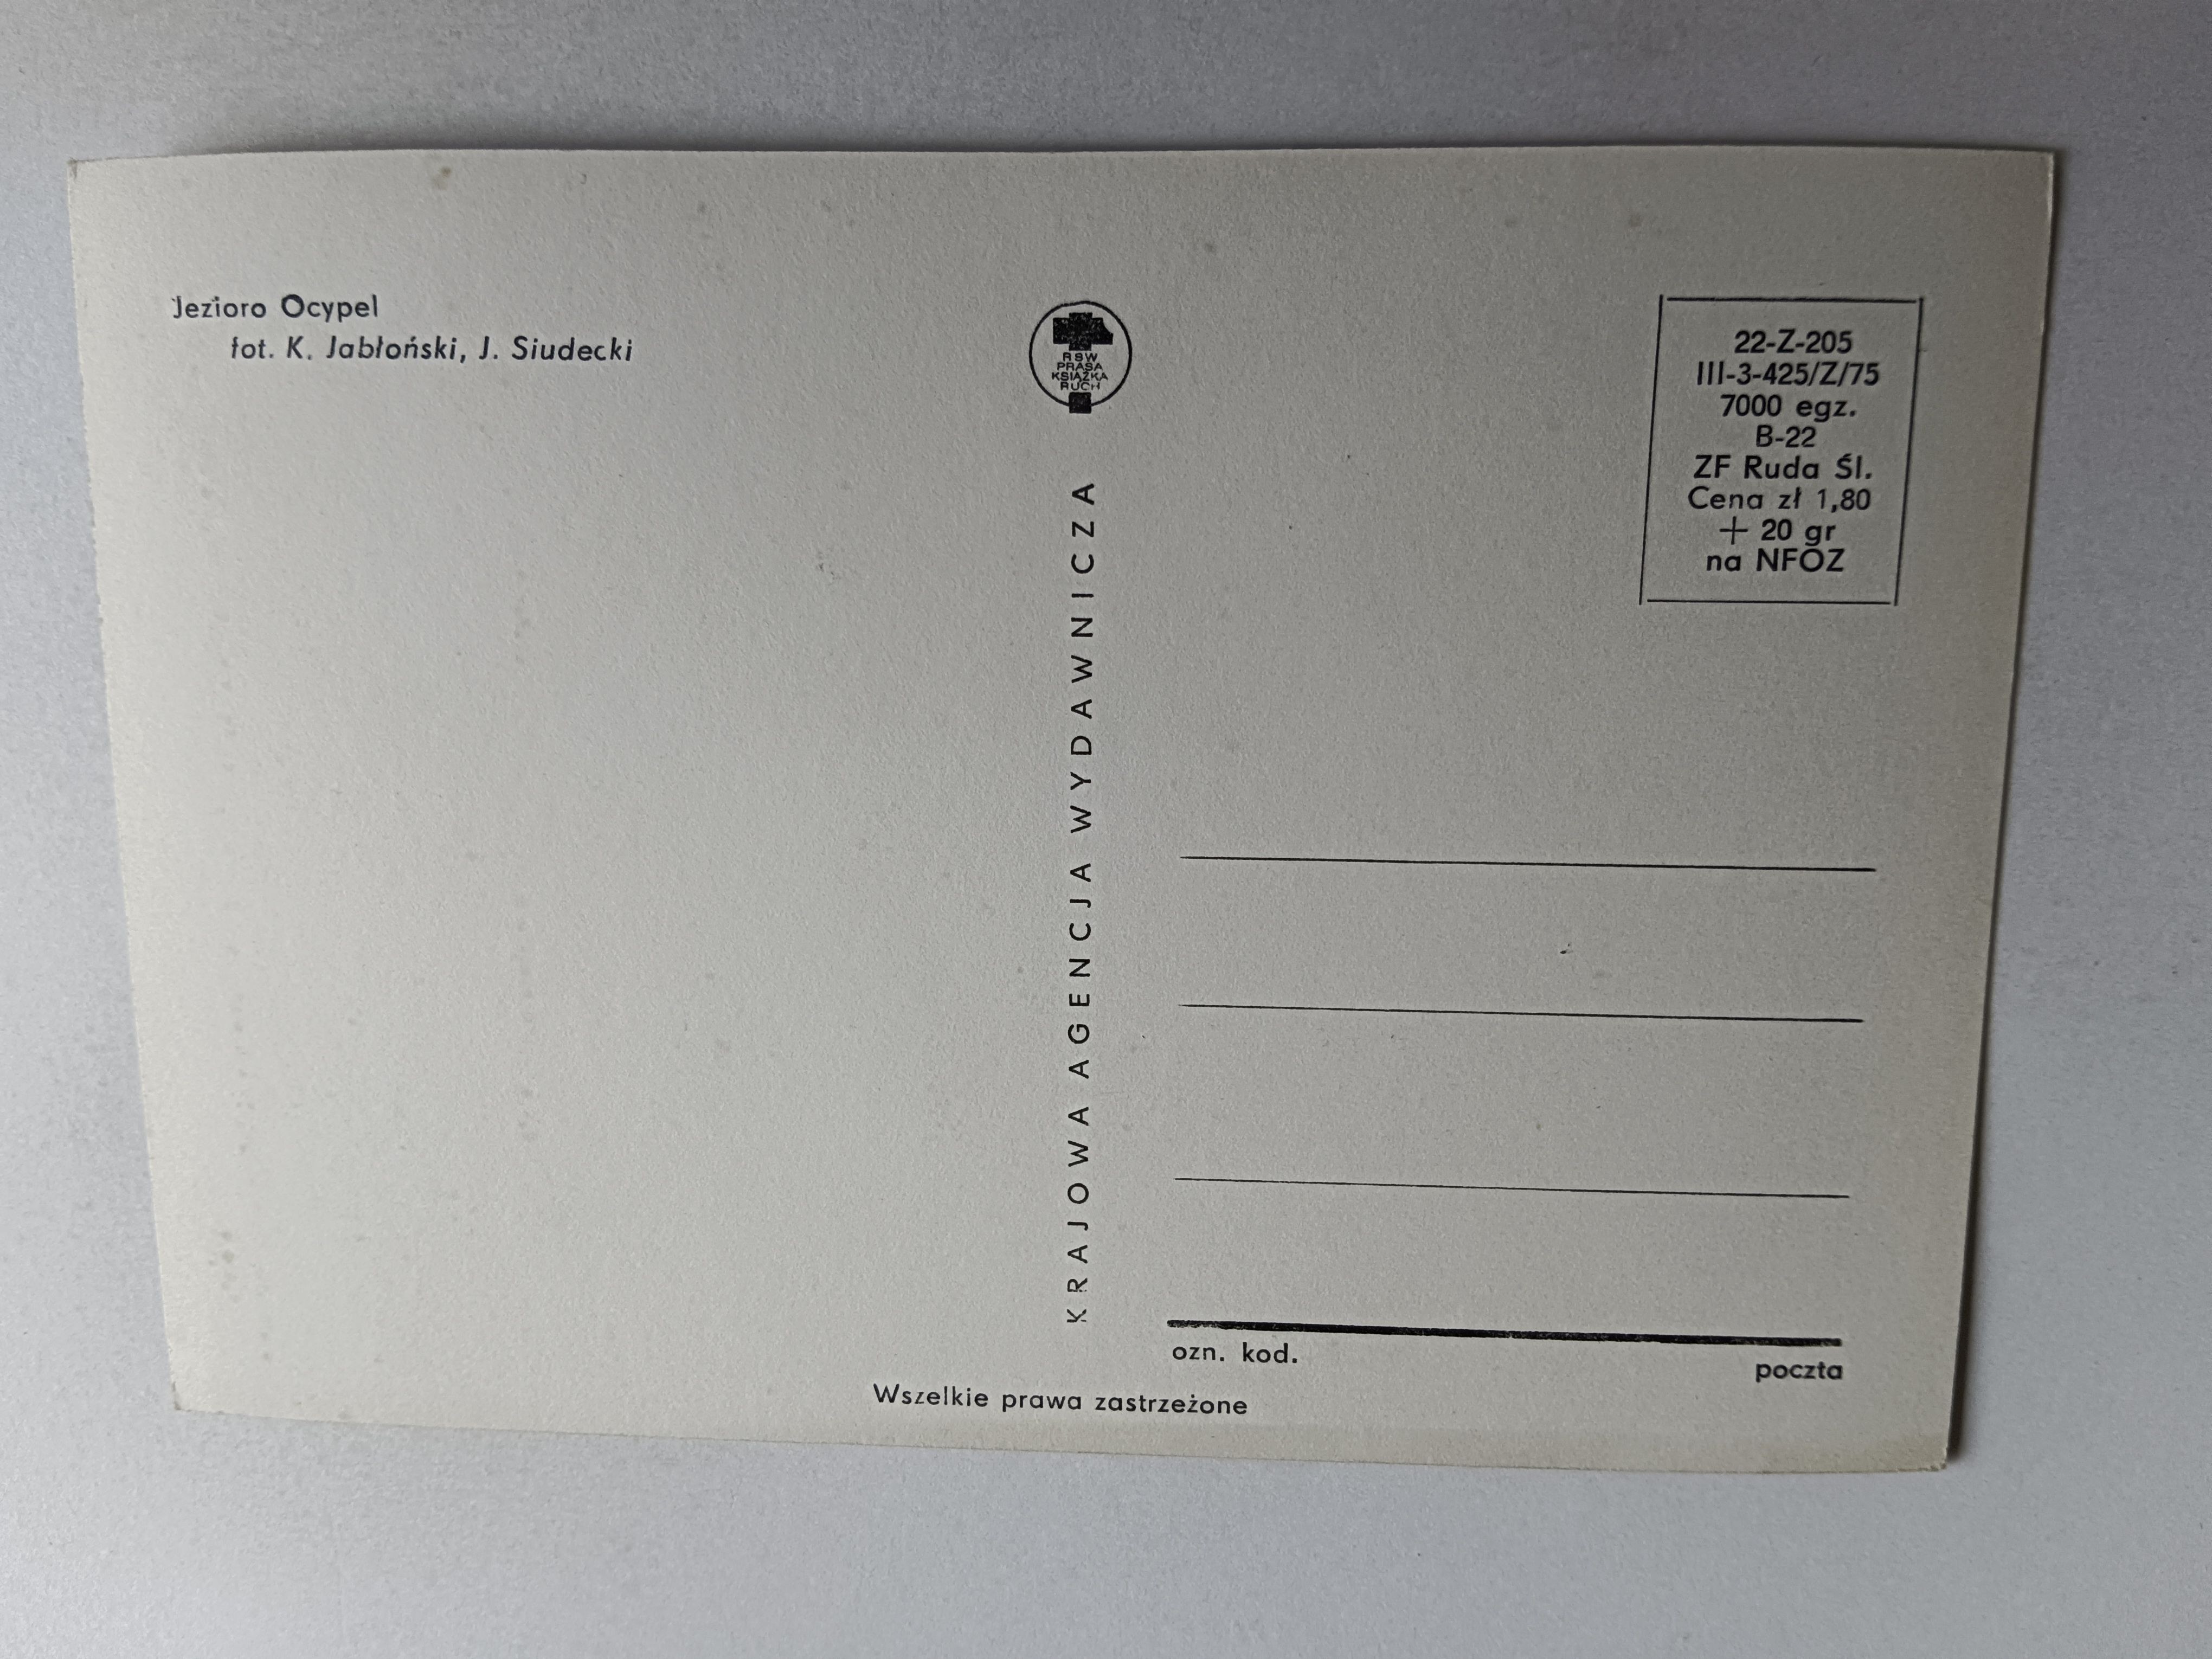 Jezioro Ocypel
fot. K. Jabłoński, J. Siudecki
RSW
PRASA
KSIĄŻKA
RUCH
KRAJOWA AGENCJA WYDAWNICZA
22-Z-205
III-3-425/Z/75
7000 egz.
B-22
ZF Ruda Śl.
Cena zł 1,80
+ 20 gr
na NFOZ
ozn. kod.
poczta
Wszelkie prawa zastrzeżone